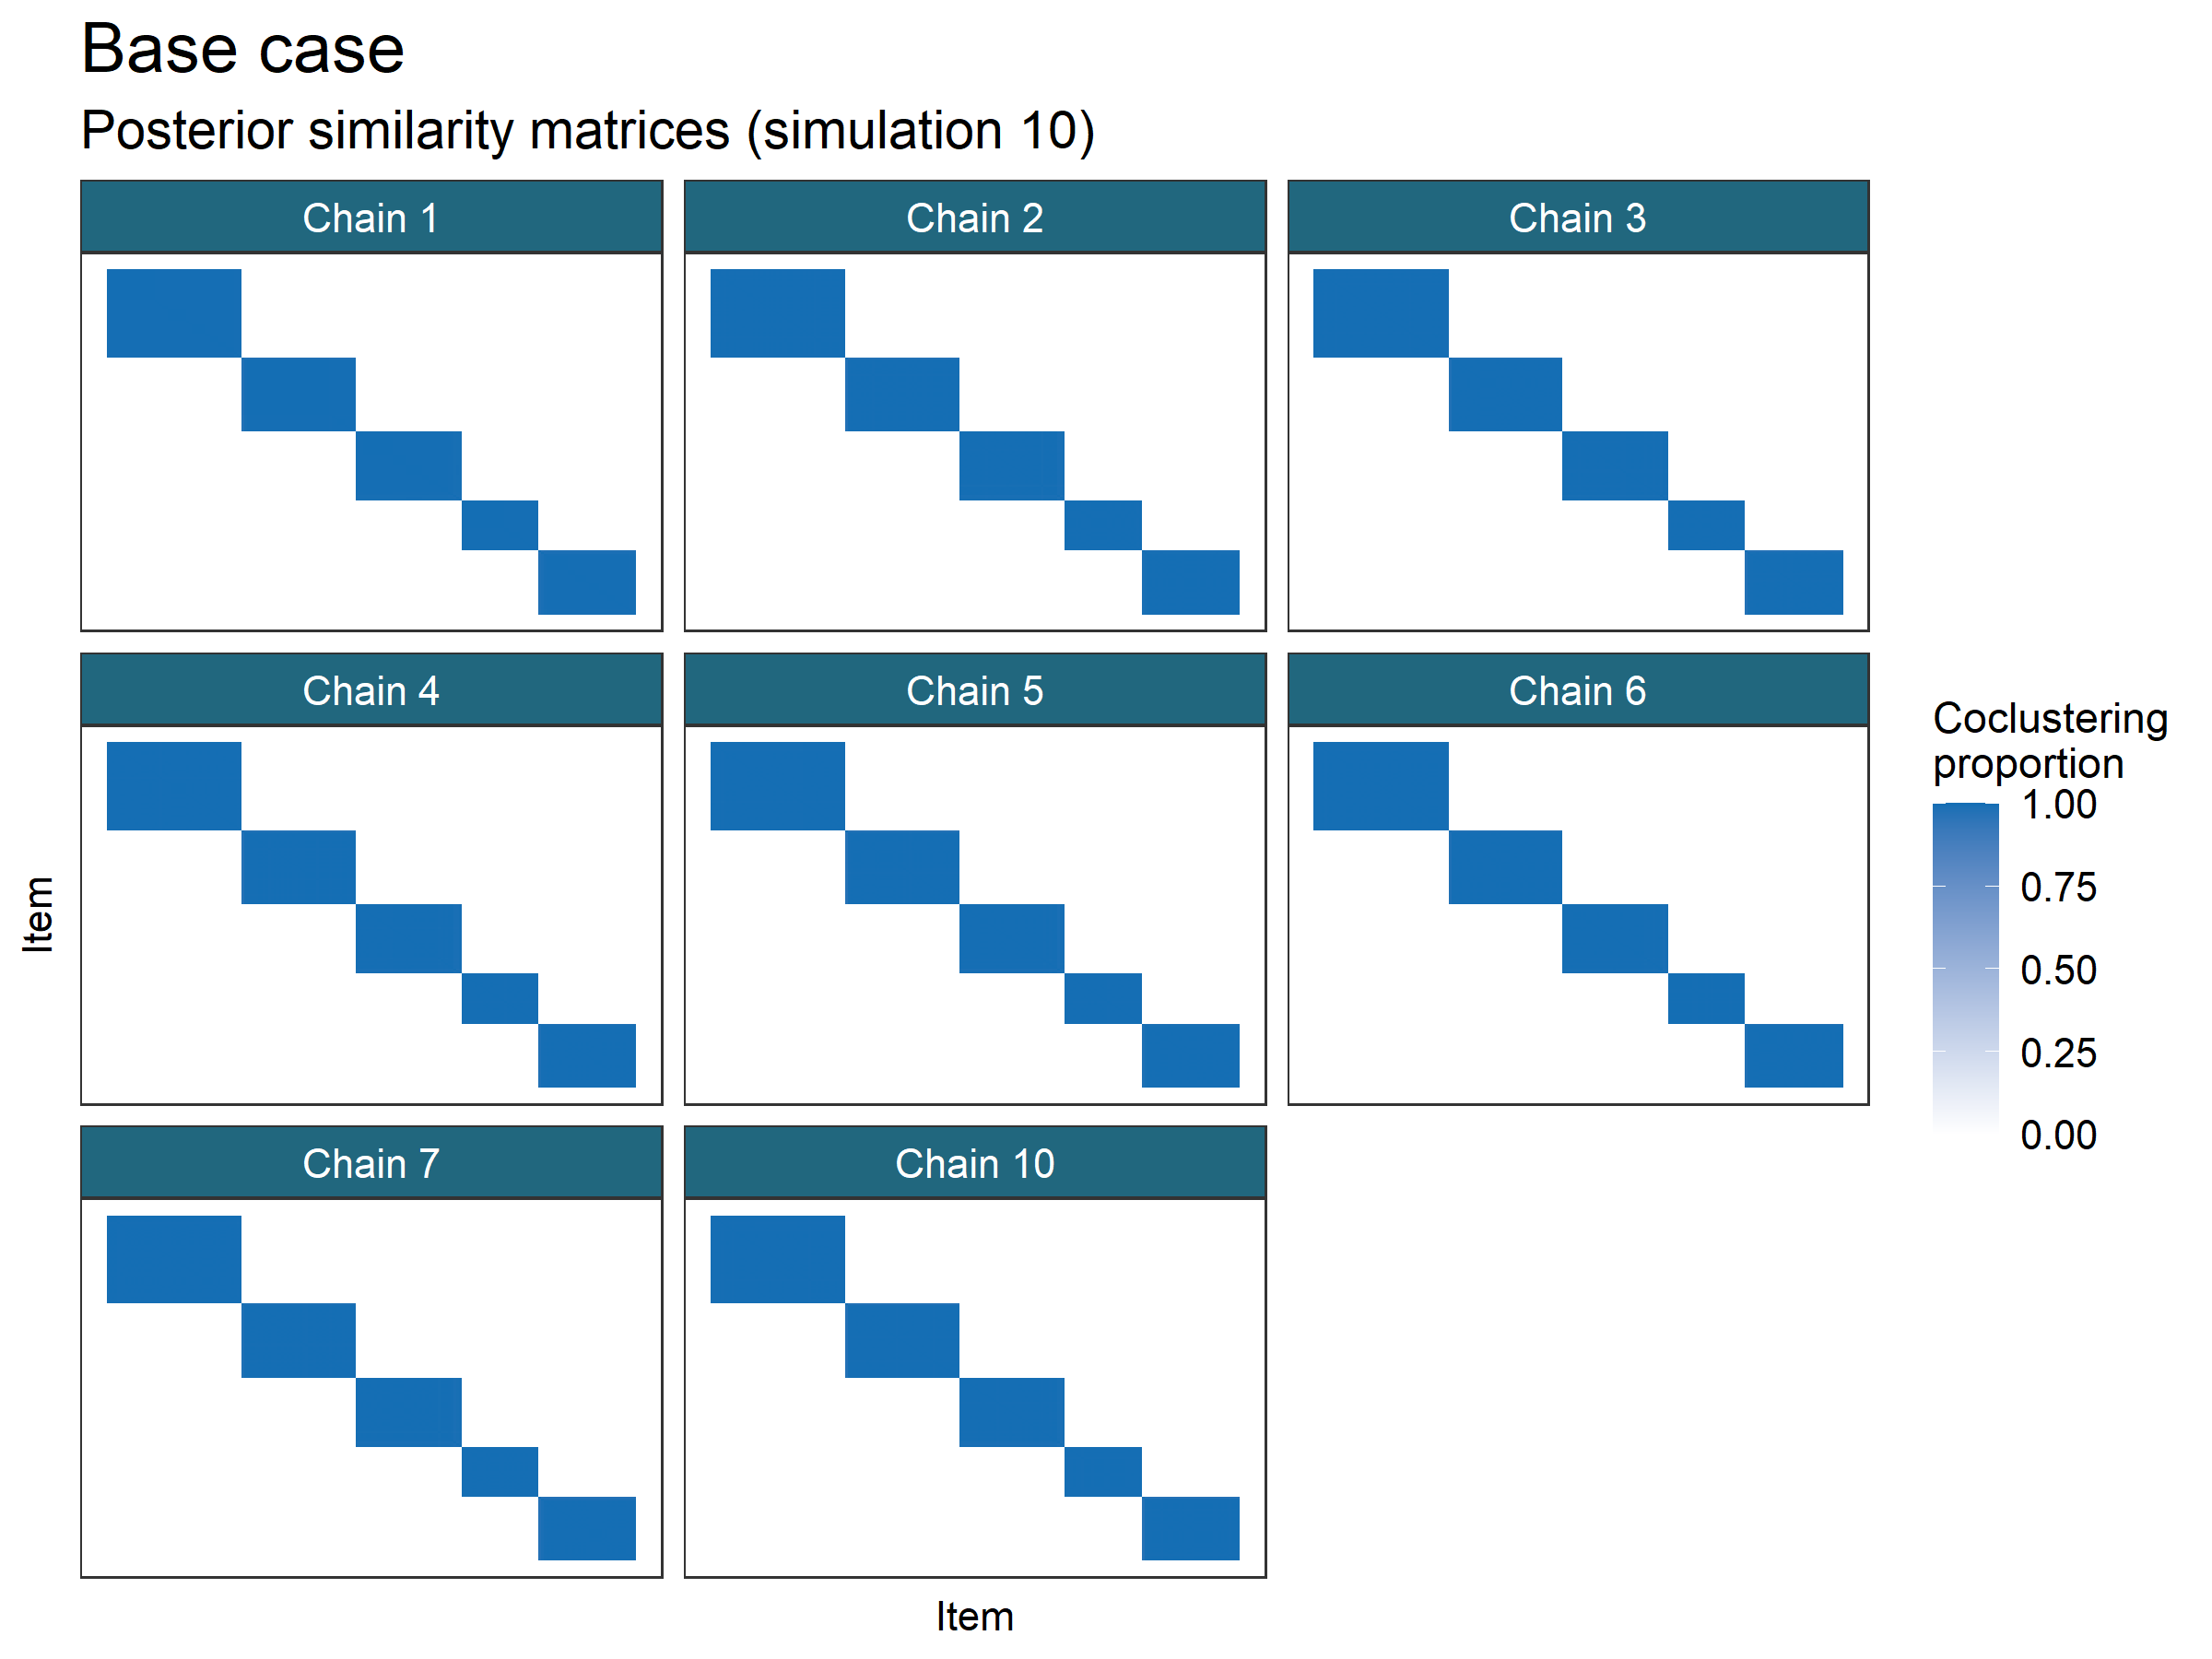 Base case
Posterior similarity matrices (simulation 10)
Chain 1
Chain 2
Chain 3
Chain 4
Chain 5
Chain 6
Chain 7
Chain 10
Item
Item
Coclustering
proportion
1.00
0.75
0.50
0.25
0.00